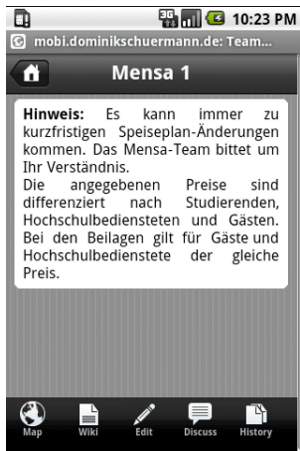 3G
10:23 PM
mobi.dominikschuermann.de: Team...
Mensa 1
Hinweis: Es kann immer zu
kurzfristigen Speiseplan-Änderungen
kommen. Das Mensa-Team bittet um
Ihr Verständnis.
Die angegebenen Preise sind
differenziert nach Studierenden,
Hochschulbediensteten und Gästen.
Bei den Beilagen gilt für Gäste und
Hochschulbedienstete der gleiche
Preis.
Map Wiki Edit Discuss History